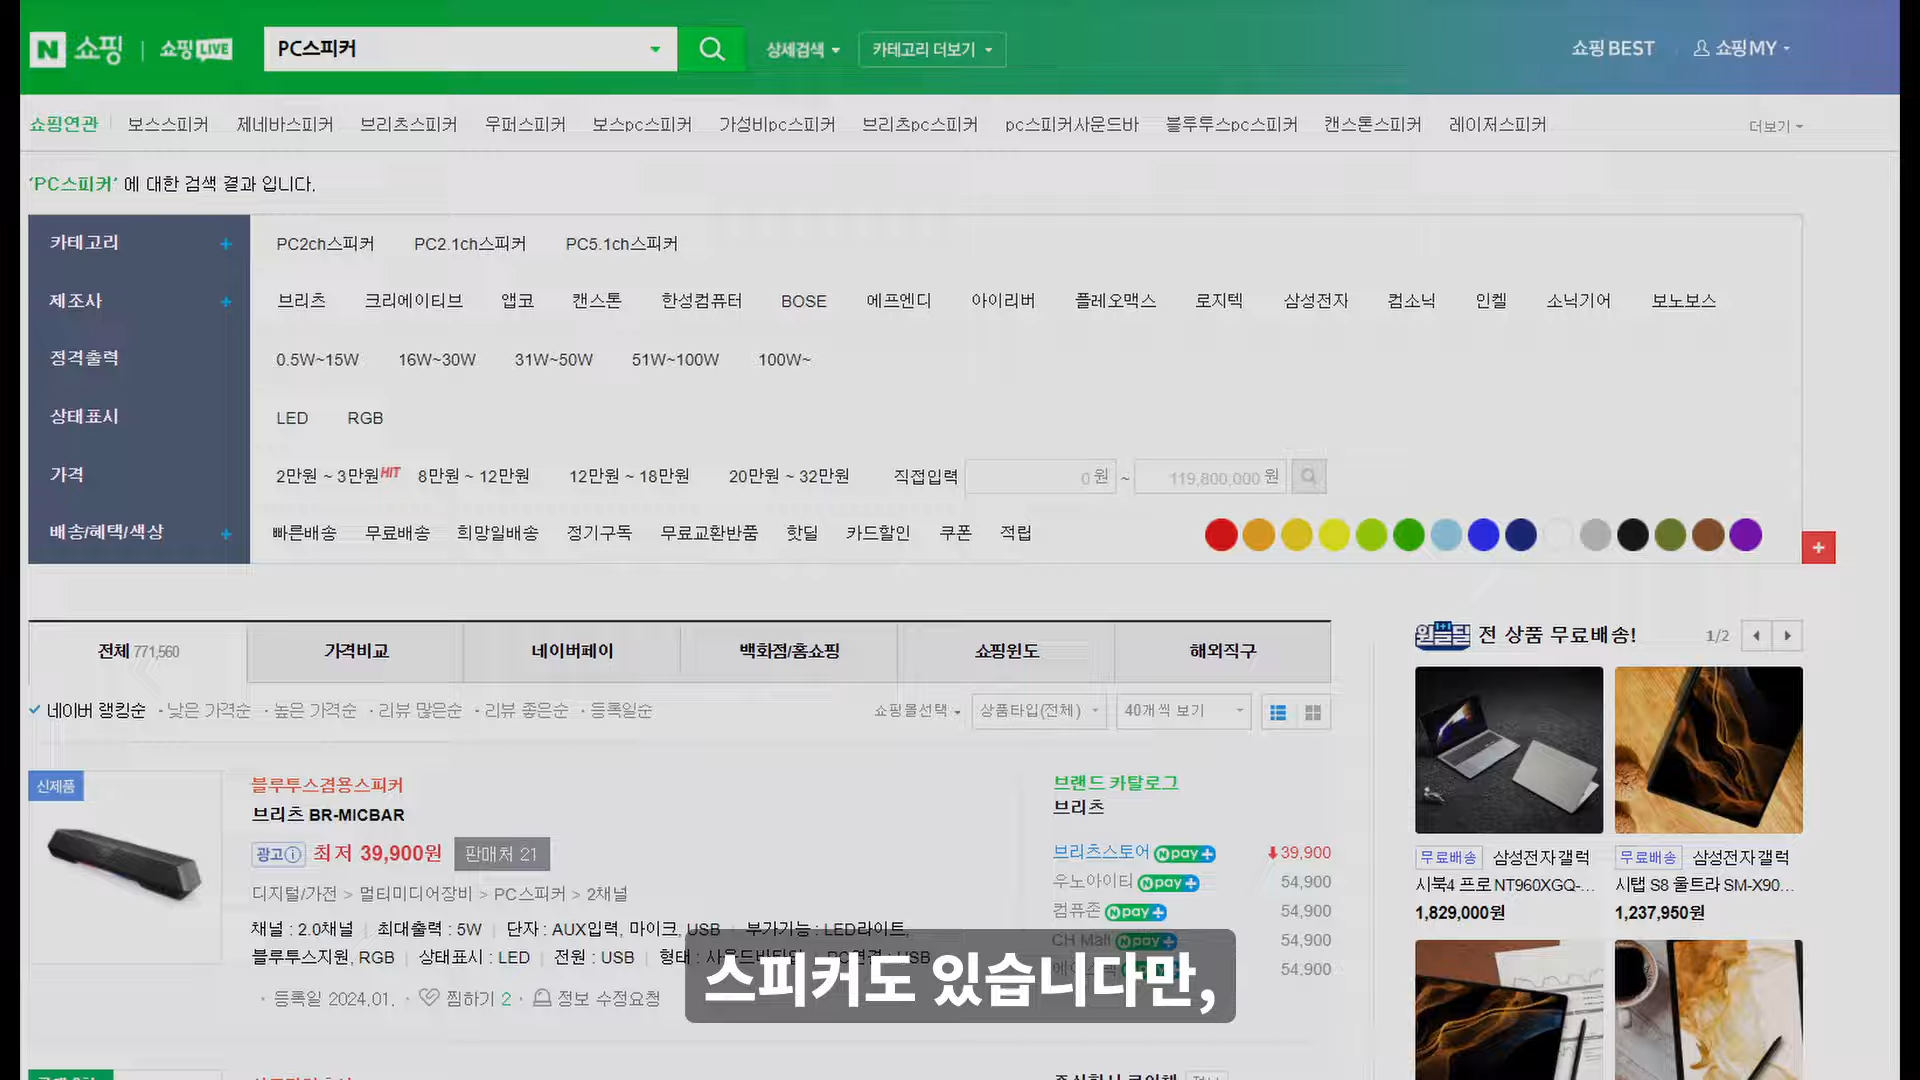 N 쇼핑 | 쇼핑LIVE PC스피커 상세검색 카테고리 더보기 쇼핑BEST 쇼핑MY
쇼핑연관 보스스피커 제네바스피커 브리츠스피커 우퍼스피커 보스pc스피커 가성비pc스피커 브리츠pc스피커 pc스피커사운드바 블루투스pc스피커 캔스톤스피커 레이저스피커 더보기
'PC스피커' 에 대한 검색 결과 입니다.
카테고리 + PC2ch스피커 PC2.1ch스피커 PC5.1ch스피커
제조사 + 브리츠 크리에이티브 앱코 캔스톤 한성컴퓨터 BOSE 에프엔디 아이리버 플레오맥스 로지텍 삼성전자 컴소닉 인켈 소닉기어 보노보스
정격출력 0.5W~15W 16W~30W 31W~50W 51W~100W 100W~
상태표시 LED RGB
가격 2만원 ~ 3만원HIT 8만원 ~ 12만원 12만원 ~ 18만원 20만원 ~ 32만원 직접입력 0 원 ~ 119,800,000 원
배송/혜택/색상 + 빠른배송 무료배송 희망일배송 정기구독 무료교환반품 핫딜 카드할인 쿠폰 적립
+
전체 771,560 가격비교 네이버페이 백화점/홈쇼핑 쇼핑윈도 해외직구
네이버 랭킹순 · 낮은 가격순 · 높은 가격순 · 리뷰 많은순 · 리뷰 좋은순 · 등록일순 쇼핑몰선택 상품타입(전체) 40개씩 보기
신제품
블루투스겸용스피커
브리츠 BR-MICBAR
광고 최저 39,900원 판매처 21
디지털/가전 > 멀티미디어장비 > PC스피커 > 2채널
채널 : 2.0채널 | 최대출력 : 5W | 단자 : AUX입력, 마이크, USB | 부가기능 : LED라이트,
블루투스지원, RGB | 상태표시 : LED | 전원 : USB | 형태 : 사운드바타입 | PC연결 : USB
· 등록일 2024.01. · 찜하기 2 · 정보 수정요청
브랜드 카탈로그
브리츠
브리츠스토어 N pay+ 39,900
우노아이티 N pay+ 54,900
컴퓨존 N pay+ 54,900
CH Mall N pay+ 54,900
54,900
전 상품 무료배송! 1/2
무료배송 삼성전자 갤럭
시북4 프로 NT960XGQ-...
1,829,000원
무료배송 삼성전자 갤럭
시탭 S8 울트라 SM-X90...
1,237,950원
스피커도 있습니다만,